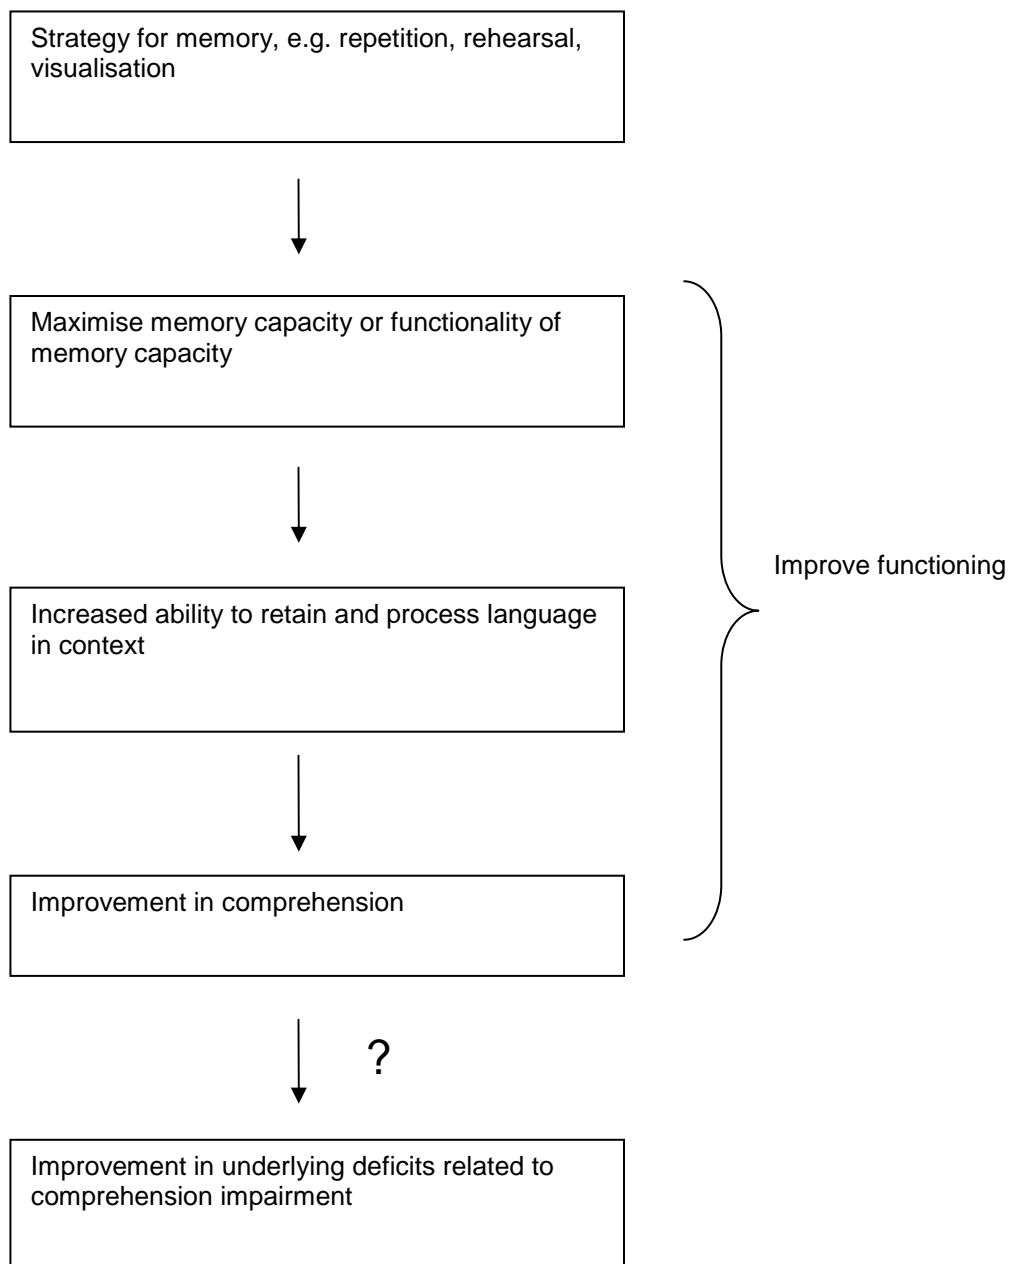 Strategy for memory, e.g. repetition, rehearsal,
visualisation
Maximise memory capacity or functionality of
memory capacity
Improve functioning
Increased ability to retain and process language
in context
Improvement in comprehension
?
Improvement in underlying deficits related to
comprehension impairment